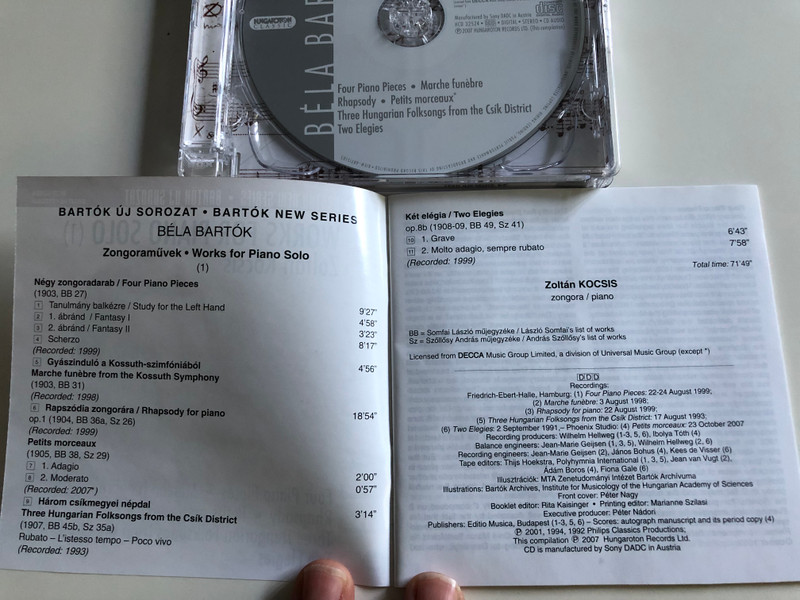 HUNGAROTON
CLASSIC
BÉLA BAR
Manufactured by Sony DADC in Austria
Four Piano Pieces • Marche funèbre
Rhapsody • Petits morceaux*
Three Hungarian Folksongs from the Csík District
Two Elegies
BARTÓK ÚJ SOROZAT • BARTÓK NEW SERIES
BÉLA BARTÓK
Zongoraművek • Works for Piano Solo
(1)
Négy zongoradarab / Four Piano Pieces
(1903, BB 27)
1 Tanulmány balkézre / Study for the Left Hand 9'27"
2 1. ábránd / Fantasy I 4'58"
3 2. ábránd / Fantasy II 3'23"
4 Scherzo 8'17"
(Recorded: 1999)
5 Gyászinduló a Kossuth-szimfóniából 4'56"
Marche funèbre from the Kossuth Symphony
(1903, BB 31)
(Recorded: 1998)
6 Rapszódia zongorára / Rhapsody for piano 18'54"
op.1 (1904, BB 36a, Sz 26)
(Recorded: 1999)
Petits morceaux
(1905, BB 38, Sz 29)
7 1. Adagio 2'00"
8 2. Moderato 0'57"
(Recorded: 2007*)
9 Három csíkmegyei népdal 3'14"
Three Hungarian Folksongs from the Csík District
(1907, BB 45b, Sz 35a)
Rubato – L'istesso tempo – Poco vivo
(Recorded: 1993)
Két elégia / Two Elegies
op.8b (1908-09, BB 49, Sz 41)
10 1. Grave 6'43"
11 2. Molto adagio, sempre rubato 7'58"
(Recorded: 1999)
Total time: 71'49"
Zoltán KOCSIS
zongora / piano
BB = Somfai László műjegyzéke / László Somfai's list of works
Sz = Szőllősy András műjegyzéke / András Szőllősy's list of works
Licensed from DECCA Music Group Limited, a division of Universal Music Group (except *)
DDD
Recordings:
Friedrich-Ebert-Halle, Hamburg: (1) Four Piano Pieces: 22-24 August 1999;
(2) Marche funèbre: 3 August 1998;
(3) Rhapsody for piano: 22 August 1999;
(5) Three Hungarian Folksongs from the Csík District: 17 August 1993;
(6) Two Elegies: 2 September 1991,– Phoenix Studio: (4) Petits morceaux: 23 October 2007
Recording producers: Wilhelm Hellweg (1-3, 5, 6), Ibolya Tóth (4)
Balance engineers: Jean-Marie Geijsen (1, 3, 5), Wilhelm Hellweg (2, 6)
Recording engineers: Jean-Marie Geijsen (2), János Bohus (4), Kees de Visser (6)
Tape editors: Thijs Hoekstra, Polyhymnia International (1, 3, 5), Jean van Vugt (2),
Ádám Boros (4), Fiona Gale (6)
Illusztrációk: MTA Zenetudományi Intézet Bartók Archívuma
Illustrations: Bartók Archives, Institute for Musicology of the Hungarian Academy of Sciences
Front cover: Péter Nagy
Booklet editor: Rita Kaisinger • Printing editor: Marianne Szilasi
Executive producer: Péter Nádori
Publishers: Editio Musica, Budapest (1-3, 5, 6) – Scores: autograph manuscript and its period copy (4)
℗ 2001, 1994, 1992 Philips Classics Productions;
This compilation ℗ 2007 Hungaroton Records Ltd.
CD is manufactured by Sony DADC in Austria